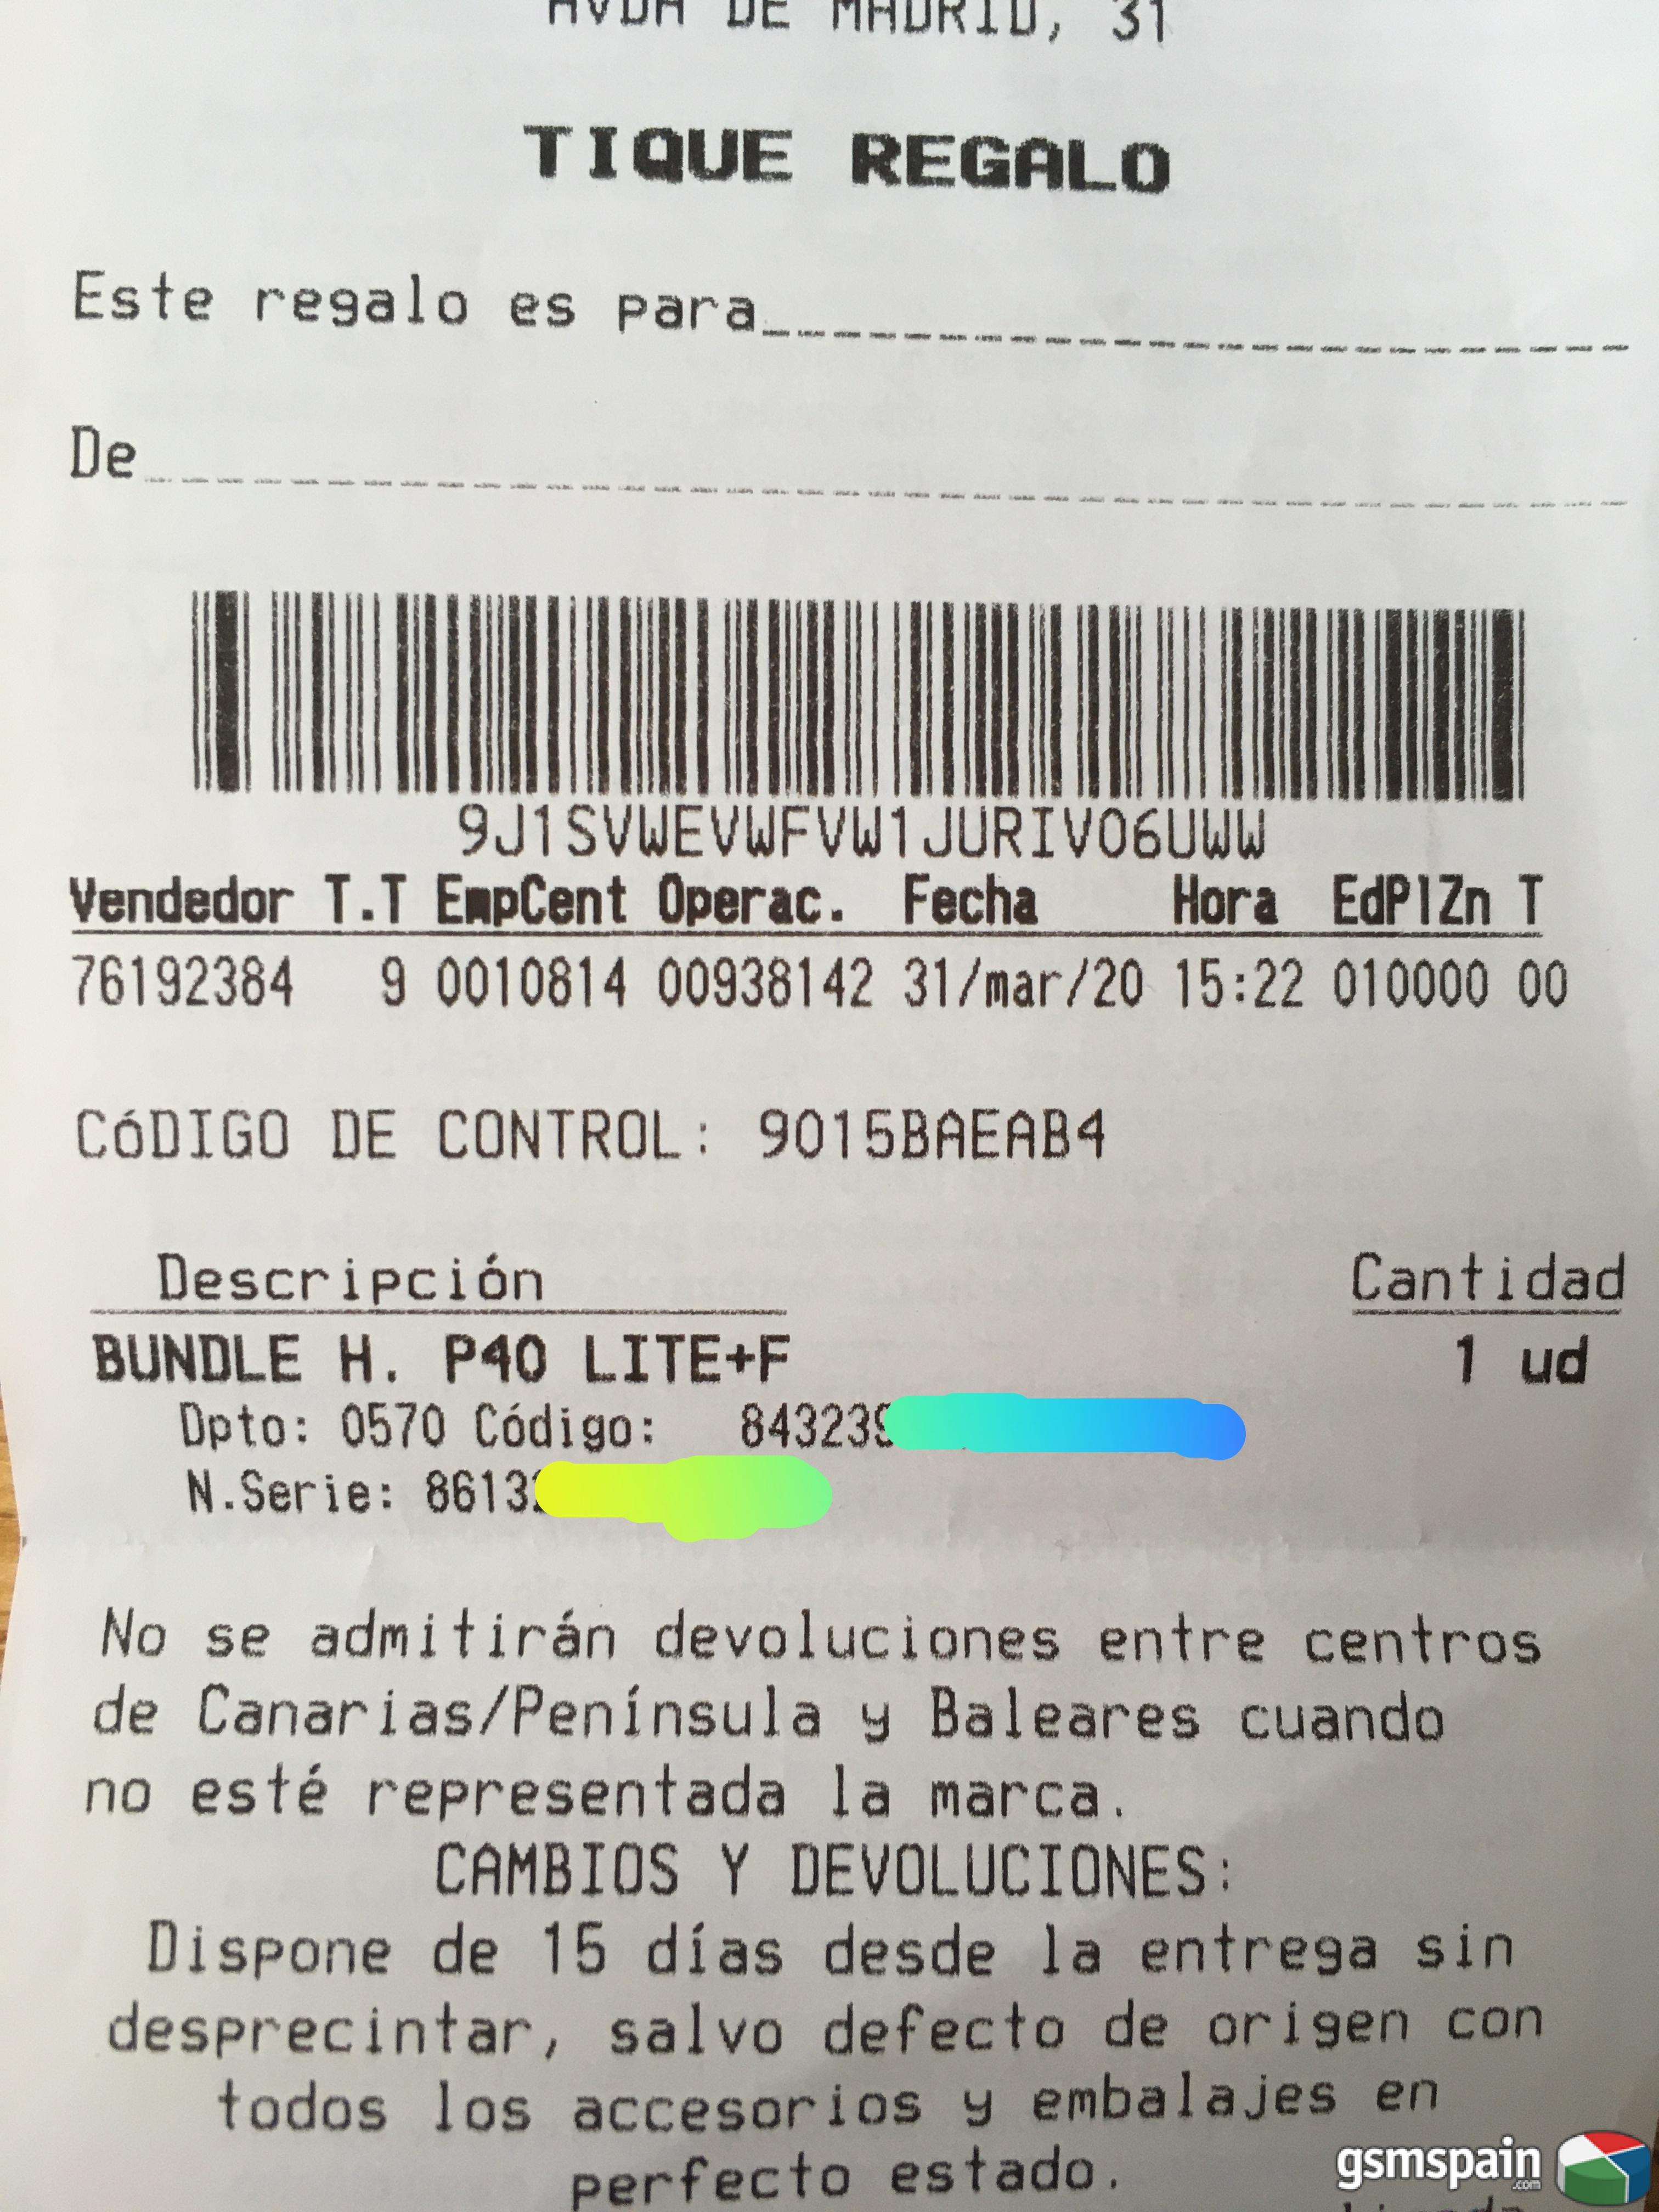 AVDA DE MADRID, 31
TIQUE REGALO
Este regalo es para
De
9J1SVWEVWFVW1JURIVO6UWW
Vendedor T.T EmpCent Operac. Fecha Hora EdPlZn T
76192384 9 0010814 00938142 31/mar/20 15:22 010000 00
CóDIGO DE CONTROL: 9015BAEAB4
Descripción Cantidad
BUNDLE H. P40 LITE+F 1 ud
Dpto: 0570 Código: 843239
N.Serie: 8613
No se admitirán devoluciones entre centros
de Canarias/Península y Baleares cuando
no esté representada la marca.
CAMBIOS Y DEVOLUCIONES:
Dispone de 15 días desde la entrega sin
desprecintar, salvo defecto de origen con
todos los accesorios y embalajes en
perfecto estado.
gsmspain
.com